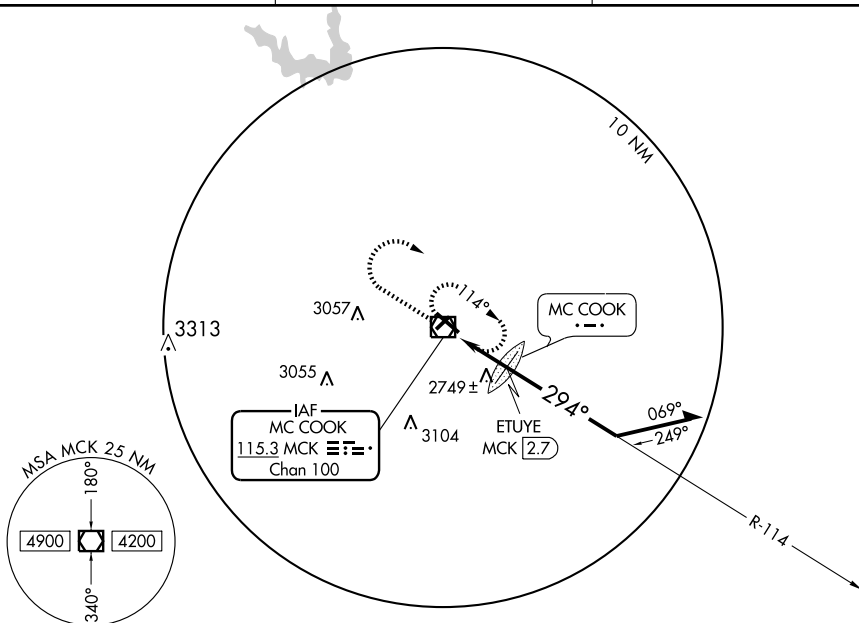 10 NM
114°
3057
MC COOK
3313
3055
2749 ±
294°
069°
249°
IAF
MC COOK
115.3 MCK
Chan 100
3104
ETUYE
MCK 2.7
MSA MCK 25 NM
180°
4900
4200
340°
R-114